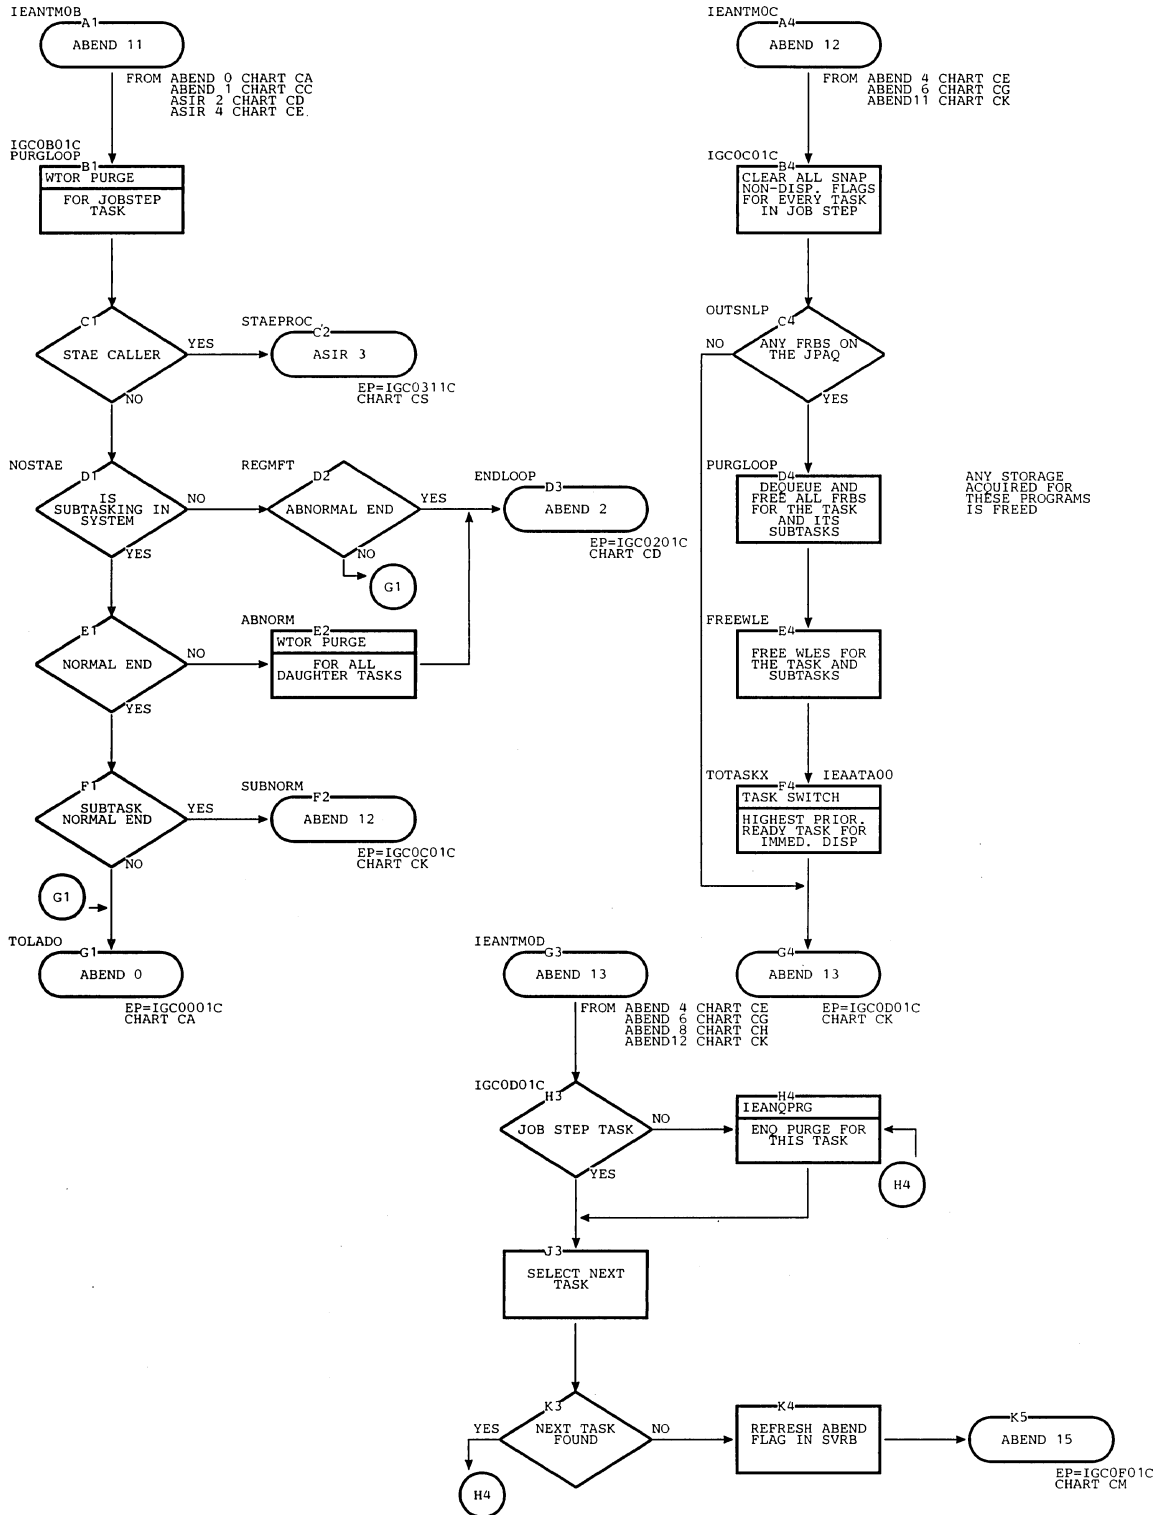 IEANTM0B
A1
ABEND 11
FROM ABEND 0 CHART CA
ABEND 1 CHART CC
ASIR 2 CHART CD
ASIR 4 CHART CE.
IGC0B01C
PURGLOOP
B1
WTOR PURGE
FOR JOBSTEP
TASK
C1
STAE CALLER
YES
NO
STAEPROC
C2
ASIR 3
EP=IGC0311C
CHART CS
NOSTAE
D1
IS
SUBTASKING IN
SYSTEM
NO
YES
REGMFT
D2
ABNORMAL END
YES
NO
G1
ENDLOOP
D3
ABEND 2
EP=IGC0201C
CHART CD
E1
NORMAL END
NO
YES
ABNORM
E2
WTOR PURGE
FOR ALL
DAUGHTER TASKS
F1
SUBTASK
NORMAL END
YES
NO
SUBNORM
F2
ABEND 12
EP=IGC0C01C
CHART CK
G1
TOLADO
G1
ABEND 0
EP=IGC0001C
CHART CA
IEANTM0C
A4
ABEND 12
FROM ABEND 4 CHART CE
ABEND 6 CHART CG
ABEND11 CHART CK
IGC0C01C
B4
CLEAR ALL SNAP
NON-DISP. FLAGS
FOR EVERY TASK
IN JOB STEP
OUTSNLP
C4
ANY FRBS ON
THE JPAQ
NO
YES
PURGLOOP
D4
DEQUEUE AND
FREE ALL FRBS
FOR THE TASK
AND ITS
SUBTASKS
ANY STORAGE
ACQUIRED FOR
THESE PROGRAMS
IS FREED
FREEWLE
E4
FREE WLES FOR
THE TASK AND
SUBTASKS
TOTASKX
IEAATA00
F4
TASK SWITCH
HIGHEST PRIOR.
READY TASK FOR
IMMED. DISP
G4
ABEND 13
EP=IGC0D01C
CHART CK
IEANTM0D
G3
ABEND 13
FROM ABEND 4 CHART CE
ABEND 6 CHART CG
ABEND 8 CHART CH
ABEND12 CHART CK
IGC0D01C
H3
JOB STEP TASK
NO
YES
H4
IEANQPRG
ENQ PURGE FOR
THIS TASK
H4
J3
SELECT NEXT
TASK
K3
NEXT TASK
FOUND
YES
NO
H4
K4
REFRESH ABEND
FLAG IN SVRB
K5
ABEND 15
EP=IGC0F01C
CHART CM